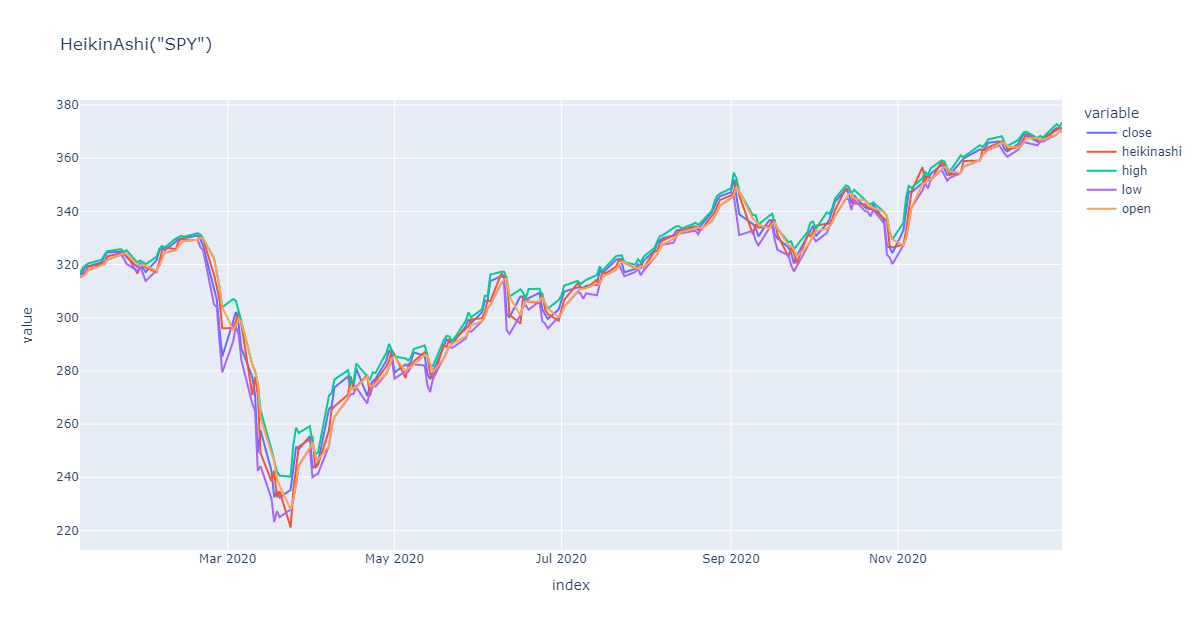 HeikinAshi("SPY")
variable
close
heikinashi
high
low
open
value
380
360
340
320
300
280
260
240
220
Mar 2020
May 2020
Jul 2020
Sep 2020
Nov 2020
index